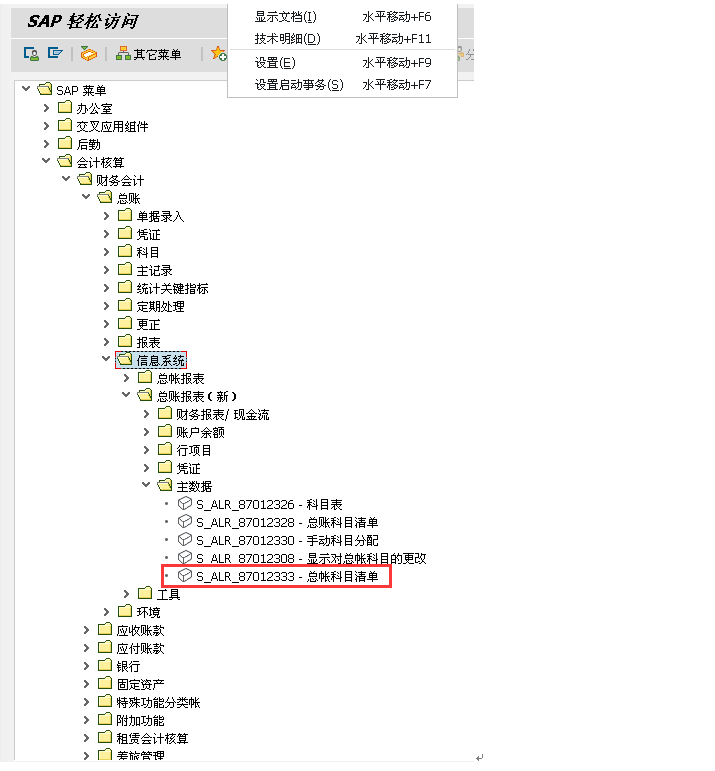 SAP 轻松访问
显示文档(I) 水平移动+F6
技术明细(D) 水平移动+F11
设置(E) 水平移动+F9
设置启动事务(S) 水平移动+F7
其它菜单
SAP 菜单
办公室
交叉应用组件
后勤
会计核算
财务会计
总账
单据录入
凭证
科目
主记录
统计关键指标
定期处理
更正
报表
信息系统
总帐报表
总账报表(新)
财务报表/ 现金流
账户余额
行项目
凭证
主数据
S_ALR_87012326 - 科目表
S_ALR_87012328 - 总账科目清单
S_ALR_87012330 - 手动科目分配
S_ALR_87012308 - 显示对总帐科目的更改
S_ALR_87012333 - 总帐科目清单
工具
环境
应收账款
应付账款
银行
固定资产
特殊功能分类帐
附加功能
租赁会计核算
差旅管理